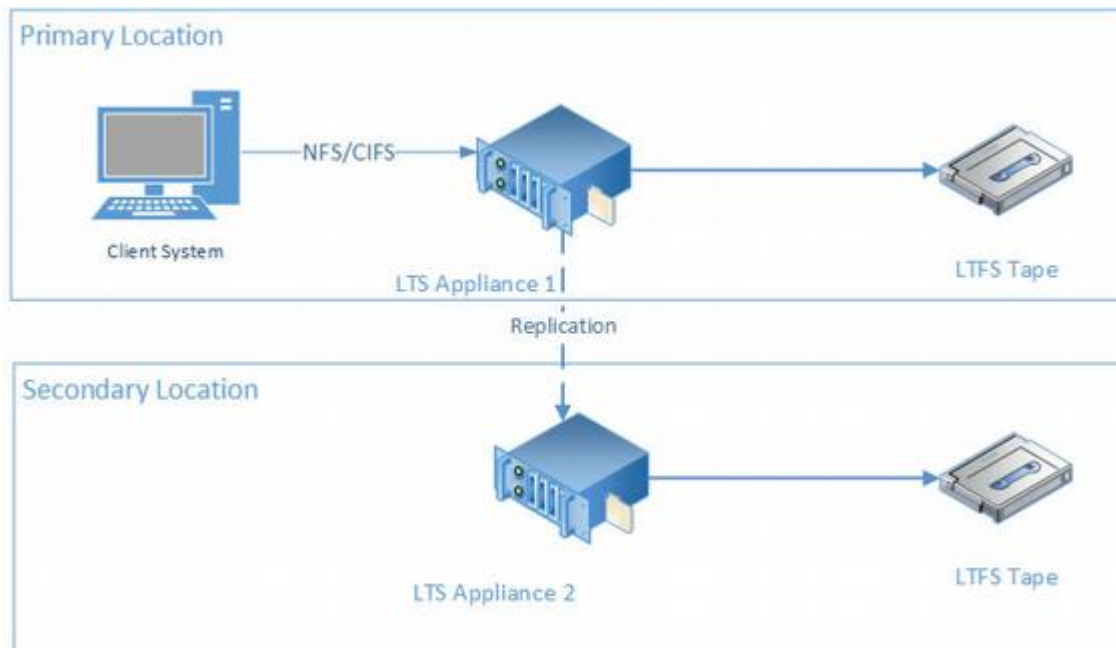 Primary Location
NFS/CIFS
Client System
LTS Appliance 1
LTFS Tape
Replication
Secondary Location
LTS Appliance 2
LTFS Tape